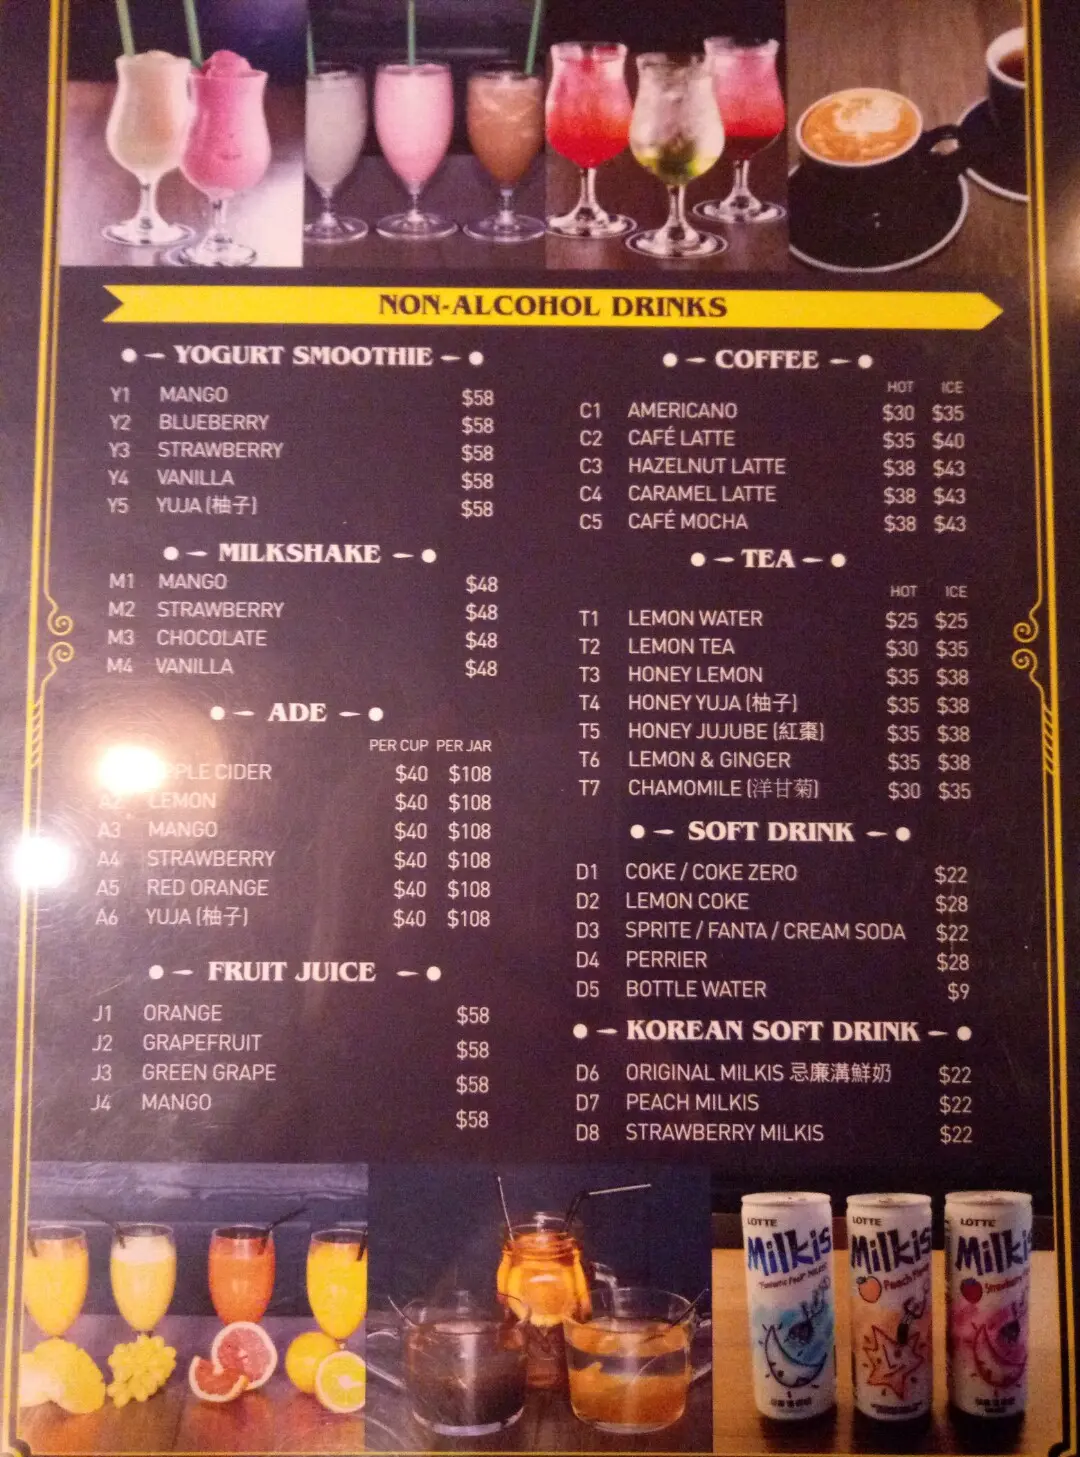 NON-ALCOHOL DRINKS
YOGURT SMOOTHIE
Y1 MANGO $58
Y2 BLUEBERRY $58
Y3 STRAWBERRY $58
Y4 VANILLA $58
Y5 YUJA (柚子) $58
MILKSHAKE
M1 MANGO $48
M2 STRAWBERRY $48
M3 CHOCOLATE $48
M4 VANILLA $48
ADE
PER CUP PER JAR
CIDER $40 $108
A2 LEMON $40 $108
A3 MANGO $40 $108
A4 STRAWBERRY $40 $108
A5 RED ORANGE $40 $108
A6 YUJA (柚子) $40 $108
FRUIT JUICE
J1 ORANGE $58
J2 GRAPEFRUIT $58
J3 GREEN GRAPE $58
J4 MANGO $58
COFFEE
HOT ICE
C1 AMERICANO $30 $35
C2 CAFÉ LATTE $35 $40
C3 HAZELNUT LATTE $38 $43
C4 CARAMEL LATTE $38 $43
C5 CAFÉ MOCHA $38 $43
TEA
HOT ICE
T1 LEMON WATER $25 $25
T2 LEMON TEA $30 $35
T3 HONEY LEMON $35 $38
T4 HONEY YUJA (柚子) $35 $38
T5 HONEY JUJUBE (紅棗) $35 $38
T6 LEMON & GINGER $35 $38
T7 CHAMOMILE (洋甘菊) $30 $35
SOFT DRINK
D1 COKE / COKE ZERO $22
D2 LEMON COKE $28
D3 SPRITE / FANTA / CREAM SODA $22
D4 PERRIER $28
D5 BOTTLE WATER $9
KOREAN SOFT DRINK
D6 ORIGINAL MILKIS 忌廉溝鮮奶 $22
D7 PEACH MILKIS $22
D8 STRAWBERRY MILKIS $22
LOTTE
Milkis
LOTTE
Milkis
Peach
LOTTE
Milkis
Strawberry